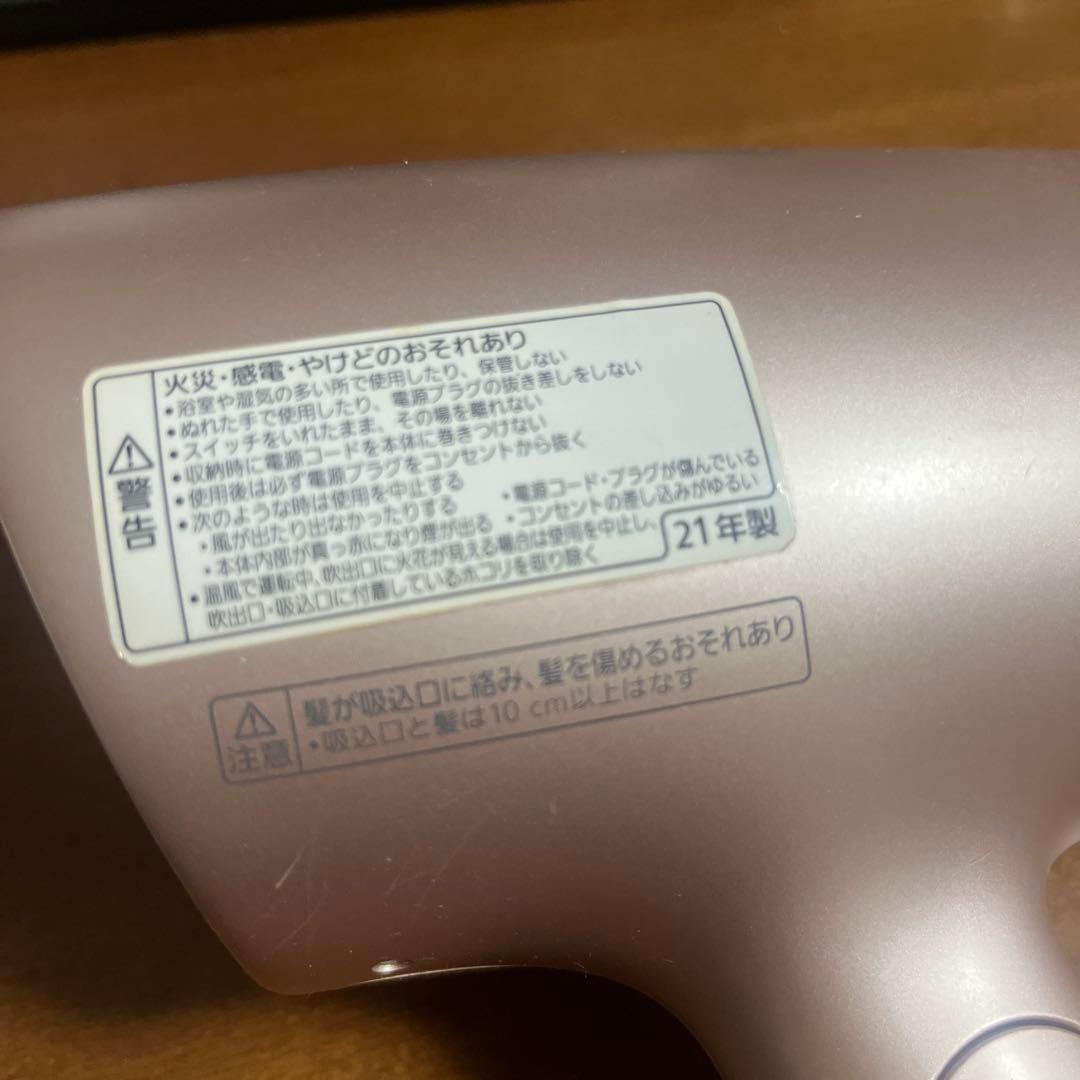 警告
火災・感電・やけどのおそれあり
•浴室や湿気の多い所で使用したり、保管しない
•ぬれた手で使用したり、電源プラグの抜き差しをしない
•スイッチをいれたまま、その場を離れない
•収納時に電源コードを本体に巻きつけない
•使用後は必ず電源プラグをコンセントから抜く
•次のような時は使用を中止する
•風が出たり出なかったりする
•電源コード・プラグが傷んでいる
•本体内部が真っ赤になり煙が出る
•コンセントの差し込みがゆるい
•温風で運転中、吹出口に火花が見える場合は使用を中止し、
吹出口・吸込口に付着しているホコリを取り除く
21年製
注意
髪が吸込口に絡み、髪を傷めるおそれあり
•吸込口と髪は10 cm以上はなす